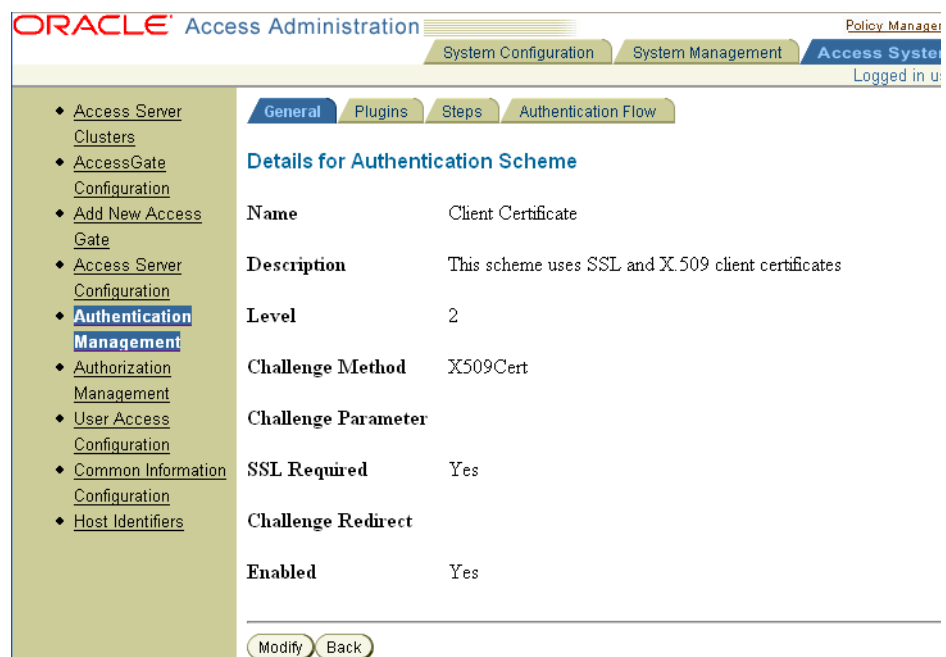 ORACLE Access Administration
Policy Manager
System Configuration
System Management
Access System
Logged in
Access Server
Clusters
AccessGate
Configuration
Add New Access
Gate
Access Server
Configuration
Authentication
Management
Authorization
Management
User Access
Configuration
Common Information
Configuration
Host Identifiers
General
Plugins
Steps
Authentication Flow
Details for Authentication Scheme
Name Client Certificate
Description This scheme uses SSL and X.509 client certificates
Level 2
Challenge Method X509Cert
Challenge Parameter
SSL Required Yes
Challenge Redirect
Enabled Yes
Modify
Back